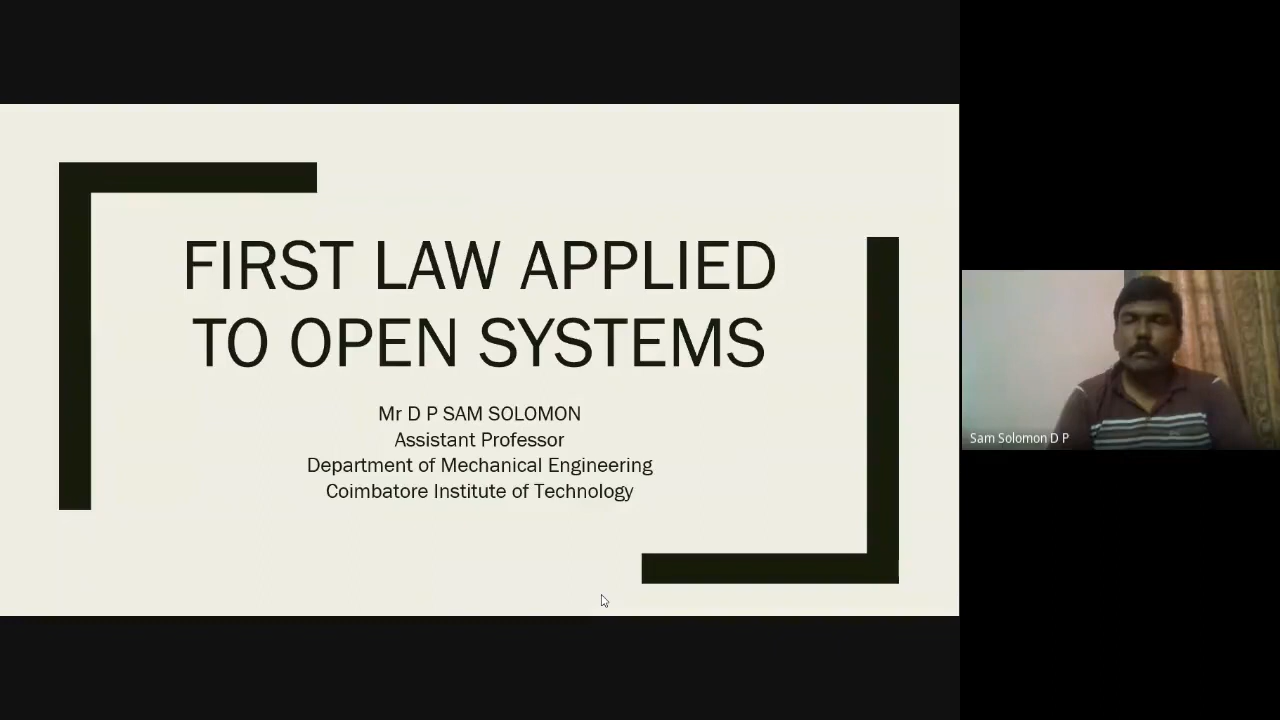 FIRST LAW APPLIED
TO OPEN SYSTEMS
Mr D P SAM SOLOMON
Assistant Professor
Department of Mechanical Engineering
Coimbatore Institute of Technology
Sam Solomon D P